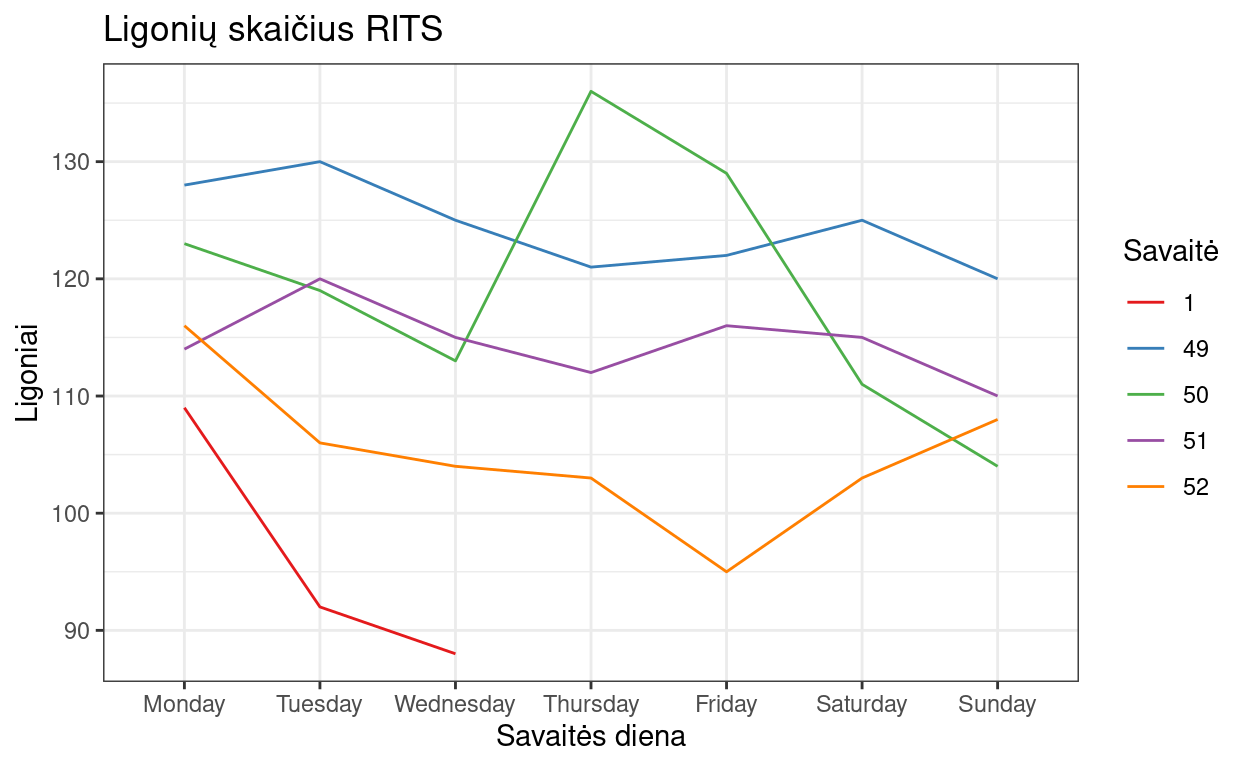 Ligonių skaičius RITS
130
120
110
100
90
Ligoniai
Monday Tuesday Wednesday Thursday Friday Saturday Sunday
Savaitės diena
Savaitė
1
49
50
51
52